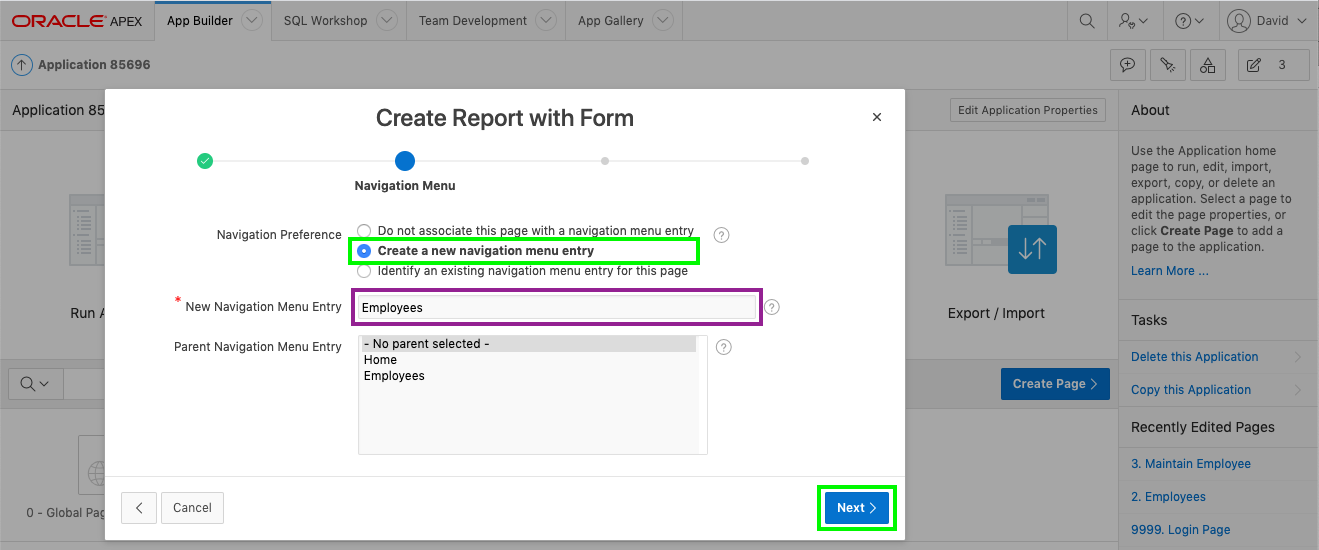 ORACLE APEX App Builder SQL Workshop Team Development App Gallery David
Application 85696 3
Application 85
Edit Application Properties
About
Create Report with Form
Navigation Menu
Use the Application home
page to run, edit, import,
export, copy, or delete an
application. Select a page to
edit the page properties, or
click Create Page to add a
page to the application.
Learn More ...
Navigation Preference
Do not associate this page with a navigation menu entry
Create a new navigation menu entry
Identify an existing navigation menu entry for this page
* New Navigation Menu Entry
Employees
Run A
Export / Import
Parent Navigation Menu Entry
- No parent selected -
Home
Employees
Tasks
Delete this Application
Copy this Application
Create Page
Recently Edited Pages
3. Maintain Employee
2. Employees
9999. Login Page
0 - Global Pag
Cancel
Next